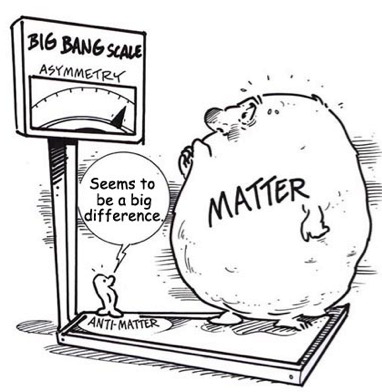 BIG BANG SCALE
ASYMMETRY
Seems to
be a big
difference.
MATTER
ANTI-MATTER